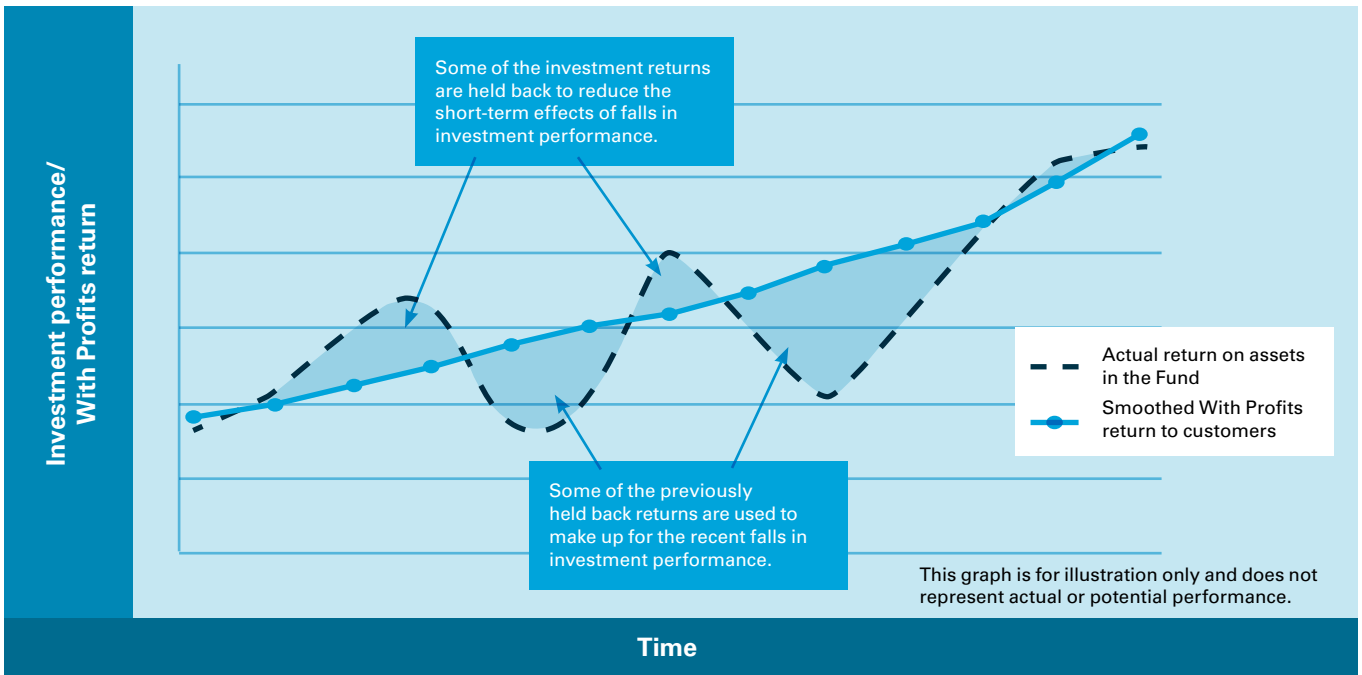 Investment performance/
With Profits return
Some of the investment returns
are held back to reduce the
short-term effects of falls in
investment performance.
Actual return on assets
in the Fund
Smoothed With Profits
return to customers
Some of the previously
held back returns are used to
make up for the recent falls in
investment performance.
This graph is for illustration only and does not
represent actual or potential performance.
Time